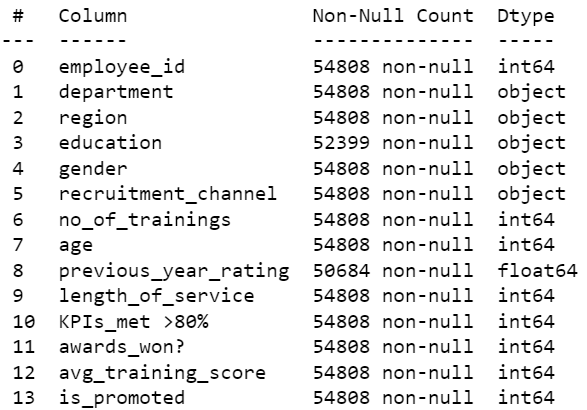 #   Column                Non-Null Count  Dtype
---  ------                --------------  -----
0   employee_id           54808 non-null  int64
1   department            54808 non-null  object
2   region                54808 non-null  object
3   education             52399 non-null  object
4   gender                54808 non-null  object
5   recruitment_channel   54808 non-null  object
6   no_of_trainings       54808 non-null  int64
7   age                   54808 non-null  int64
8   previous_year_rating  50684 non-null  float64
9   length_of_service     54808 non-null  int64
10  KPIs_met >80%         54808 non-null  int64
11  awards_won?           54808 non-null  int64
12  avg_training_score    54808 non-null  int64
13  is_promoted           54808 non-null  int64